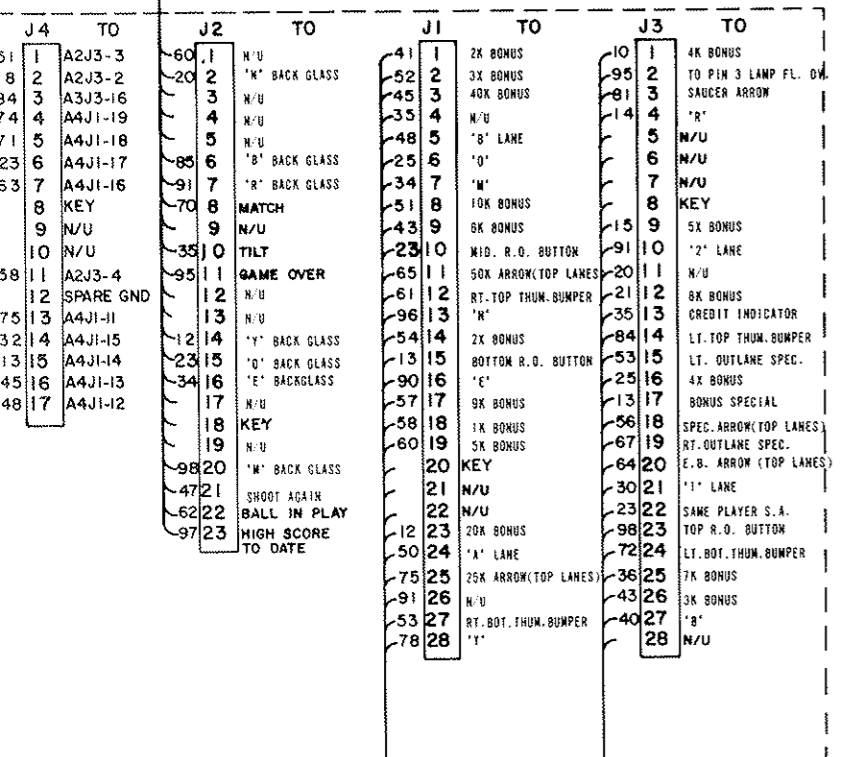 J4 TO
51 1 A2J3-3
8 2 A2J3-2
84 3 A3J3-16
74 4 A4J1-19
71 5 A4J1-18
23 6 A4J1-17
63 7 A4J1-16
8 KEY
9 N/U
10 N/U
58 11 A2J3-4
12 SPARE GND
75 13 A4J1-11
32 14 A4J1-15
13 15 A4J1-14
45 16 A4J1-13
48 17 A4J1-12
J2 TO
60 1 N/U
20 2 'N' BACK GLASS
3 N/U
4 N/U
5 N/U
85 6 'B' BACK GLASS
91 7 'R' BACK GLASS
70 8 MATCH
9 N/U
35 10 TILT
95 11 GAME OVER
12 N/U
13 N/U
12 14 'Y' BACK GLASS
23 15 'O' BACK GLASS
34 16 'E' BACKGLASS
17 N/U
18 KEY
19 N/U
98 20 'M' BACK GLASS
47 21 SHOOT AGAIN
62 22 BALL IN PLAY
97 23 HIGH SCORE
TO DATE
J1 TO
41 1 2K BONUS
52 2 3X BONUS
45 3 40K BONUS
35 4 N/U
48 5 'B' LANE
25 6 'O'
34 7 'M'
51 8 10K BONUS
43 9 6K BONUS
23 10 MID. R.O. BUTTON
65 11 50K ARROW(TOP LANES)
61 12 RT-TOP THUM.BUMPER
96 13 'N'
54 14 2X BONUS
13 15 BOTTOM R.O. BUTTON
90 16 'E'
57 17 9K BONUS
58 18 1K BONUS
60 19 5K BONUS
20 KEY
21 N/U
22 N/U
12 23 20K BONUS
50 24 'A' LANE
75 25 25K ARROW(TOP LANES)
91 26 N/U
53 27 RT.BOT.THUM.BUMPER
78 28 'Y'
J3 TO
10 1 4K BONUS
95 2 TO PIN 3 LAMP FL.
81 3 SAUCER ARROW
14 4 'R'
5 N/U
6 N/U
7 N/U
8 KEY
15 9 5X BONUS
91 10 '2' LANE
20 11 N/U
21 12 8K BONUS
35 13 CREDIT INDICATOR
84 14 LT.TOP THUM.BUMPER
53 15 LT. OUTLANE SPEC.
25 16 4X BONUS
13 17 BONUS SPECIAL
56 18 SPEC.ARROW(TOP LANES)
67 19 RT.OUTLANE SPEC.
64 20 E.B. ARROW (TOP LANES)
30 21 '1' LANE
23 22 SAME PLAYER S.A.
98 23 TOP R.O. BUTTON
72 24 LT.BOT.THUM.BUMPER
36 25 7K BONUS
43 26 3K BONUS
40 27 'B'
28 N/U